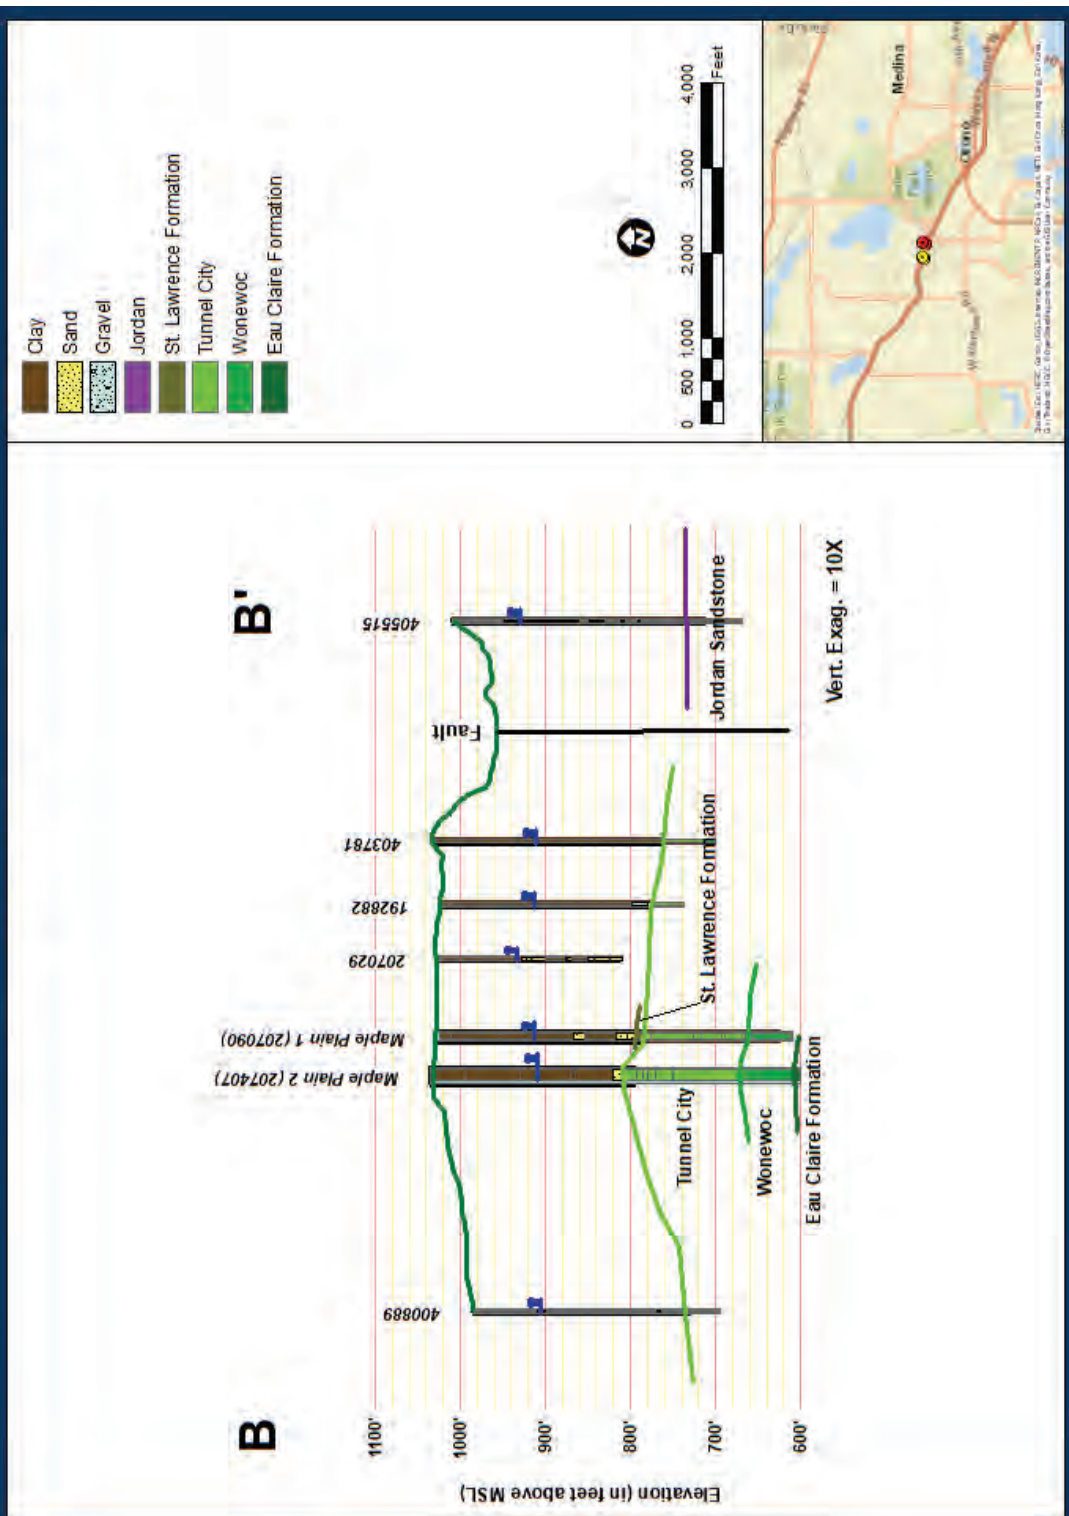 B
B'
1100'
1000'
900'
800'
700'
600'
Elevation (in feet above MSL)
400889
Maple Plain 2 (207407)
Maple Plain 1 (207090)
207029
192882
403781
Fault
405515
Tunnel City
Wonewoc
Eau Claire Formation
St. Lawrence Formation
Jordan Sandstone
Vert. Exag. = 10X
Clay
Sand
Gravel
Jordan
St. Lawrence Formation
Tunnel City
Wonewoc
Eau Claire Formation
N
0 500 1,000 2,000 3,000 4,000
Feet
Medina
Orono